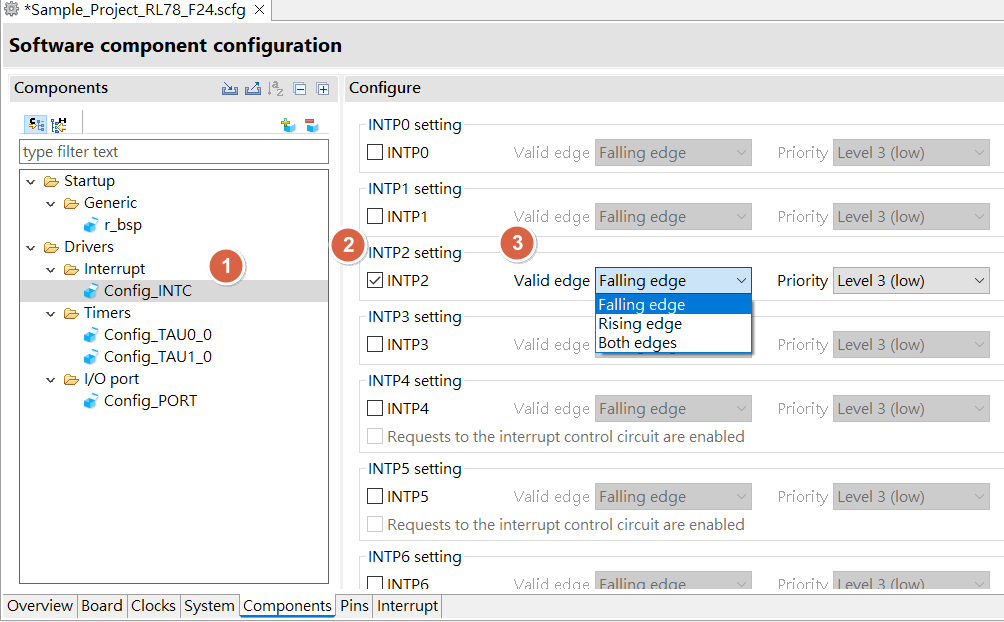 *Sample_Project_RL78_F24.scfg
Software component configuration
Components
type filter text
Startup
Generic
r_bsp
Drivers
Interrupt
1
Config_INTC
Timers
Config_TAU0_0
Config_TAU1_0
I/O port
Config_PORT
Configure
INTP0 setting
INTP0 Valid edge Falling edge Priority Level 3 (low)
INTP1 setting
INTP1 Valid edge Falling edge Priority Level 3 (low)
2 3
INTP2 setting
INTP2 Valid edge Falling edge Priority Level 3 (low)
Falling edge
Rising edge
Both edges
INTP3 setting
INTP3 Valid edge Priority Level 3 (low)
INTP4 setting
INTP4 Valid edge Falling edge Priority Level 3 (low)
Requests to the interrupt control circuit are enabled
INTP5 setting
INTP5 Valid edge Falling edge Priority Level 3 (low)
Requests to the interrupt control circuit are enabled
INTP6 setting
INTP6 Valid edge Falling edge Priority Level 3 (low)
Overview Board Clocks System Components Pins Interrupt